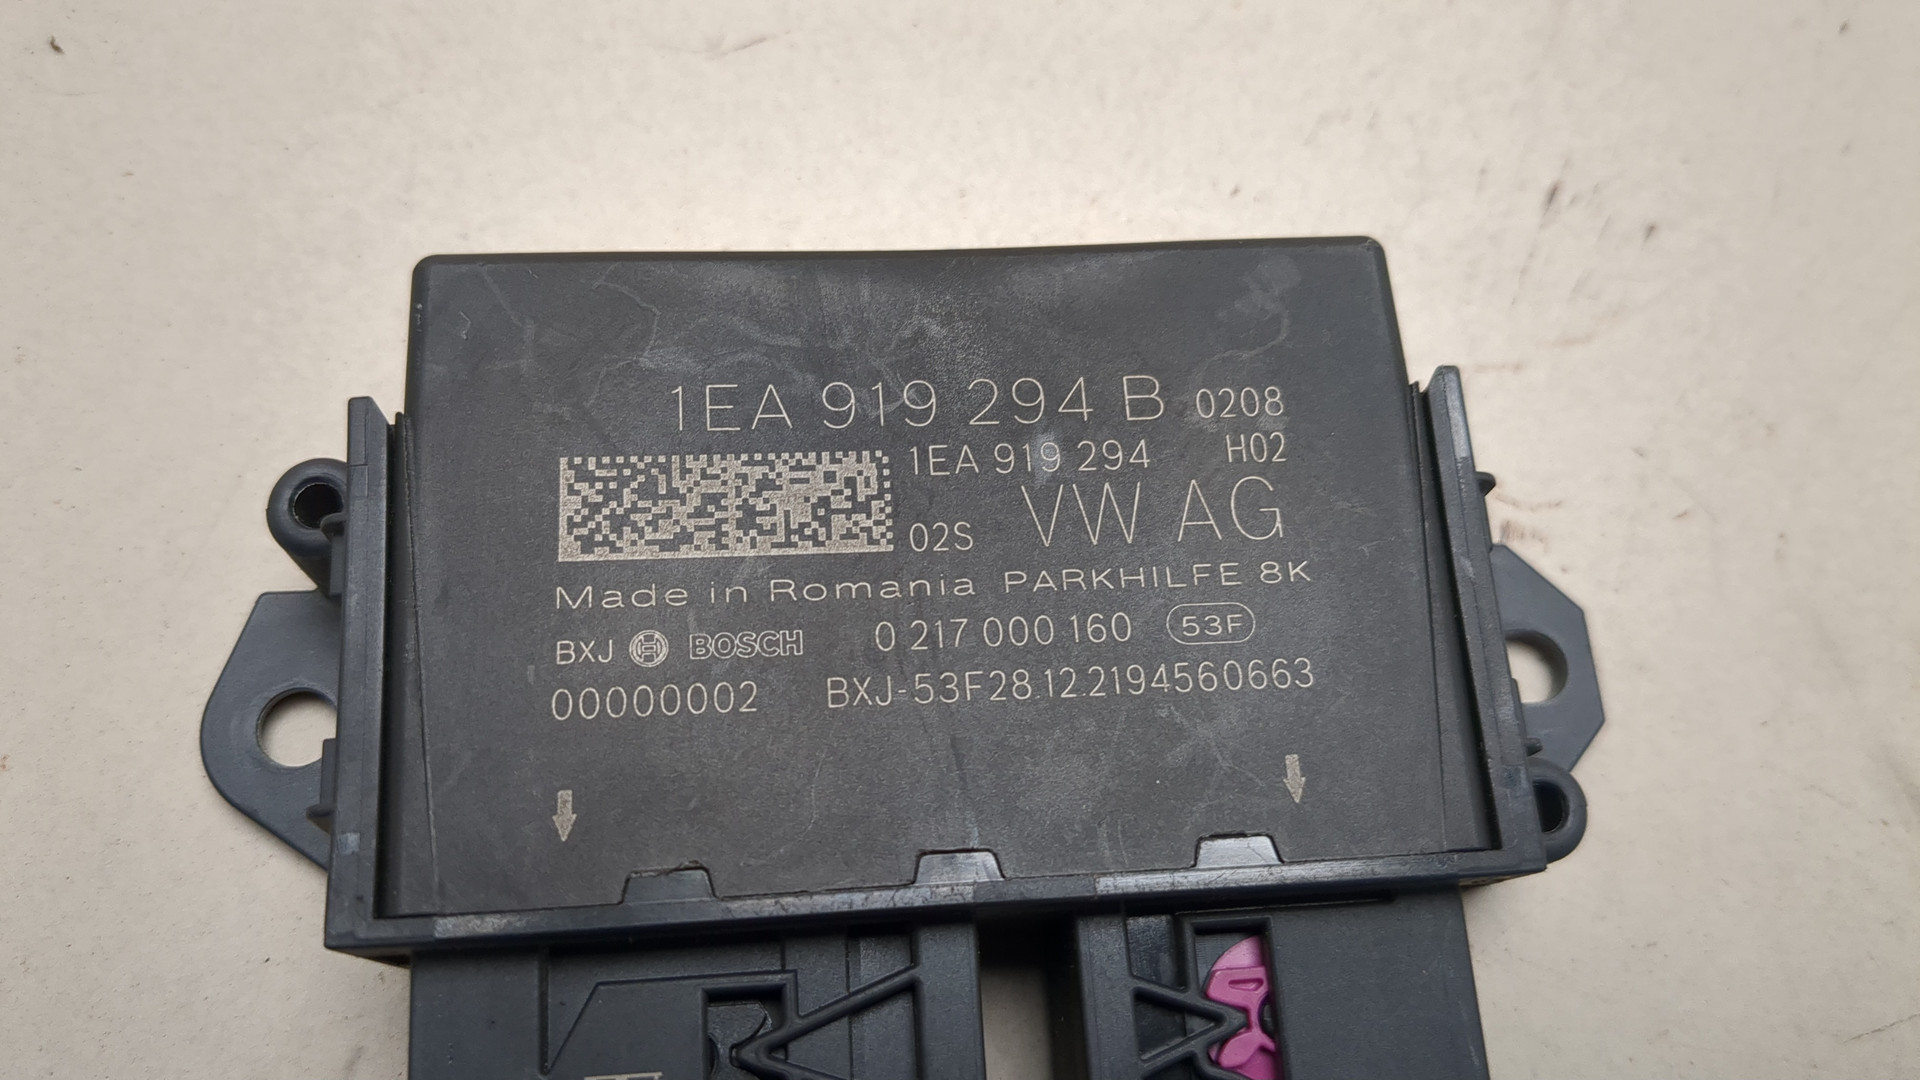 1EA 919 294 B 0208
1EA 919 294 H02
02S VW AG
Made in Romania PARKHILFE 8K
BXJ BOSCH 0 217 000 160 53F
00000002 BXJ-53F28.12.2194560663